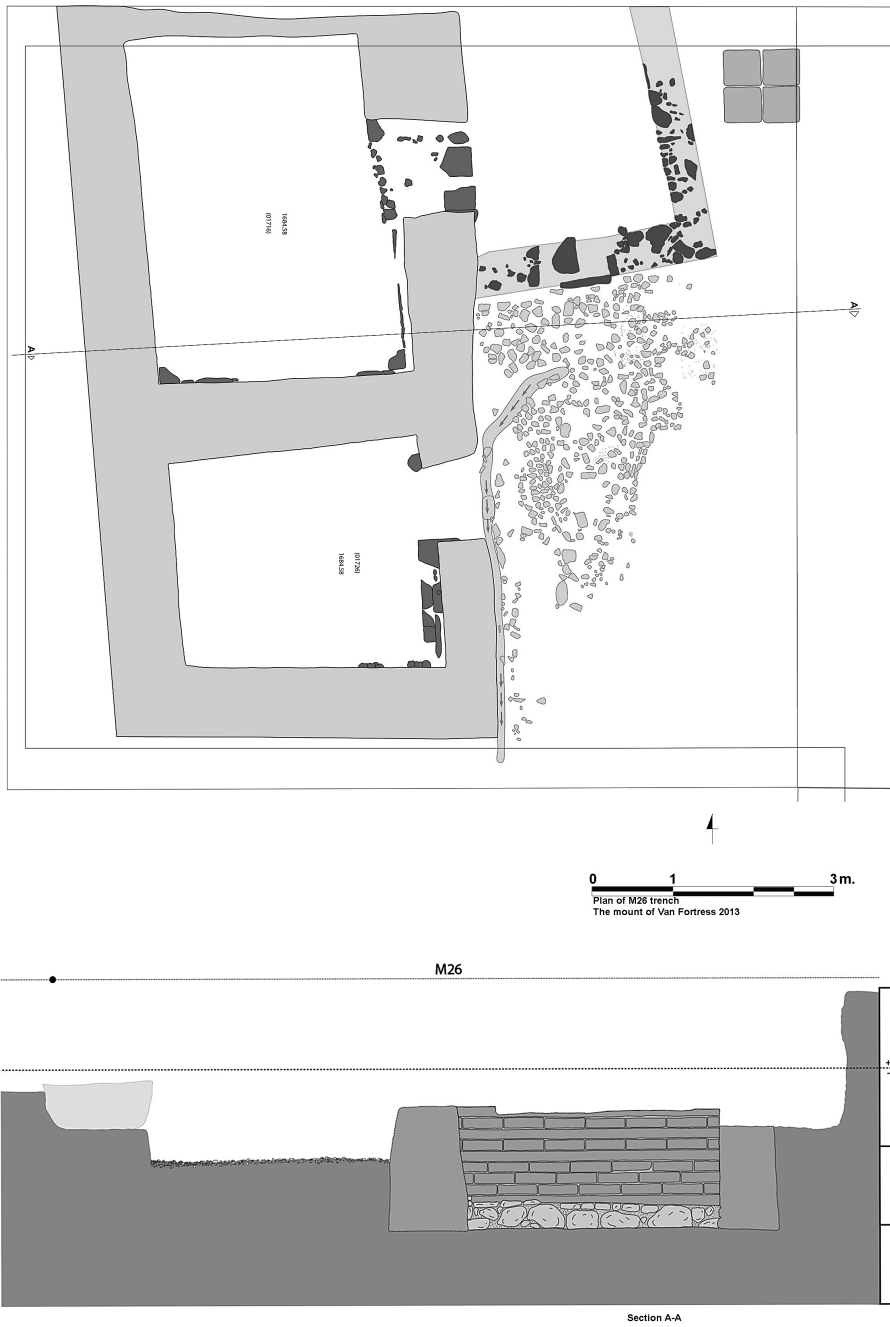 1684.58
(01716)
A
A
(01726)
1684.58
0 1 3 m.
Plan of M26 trench
The mount of Van Fortress 2013
M26
+
-
Section A-A